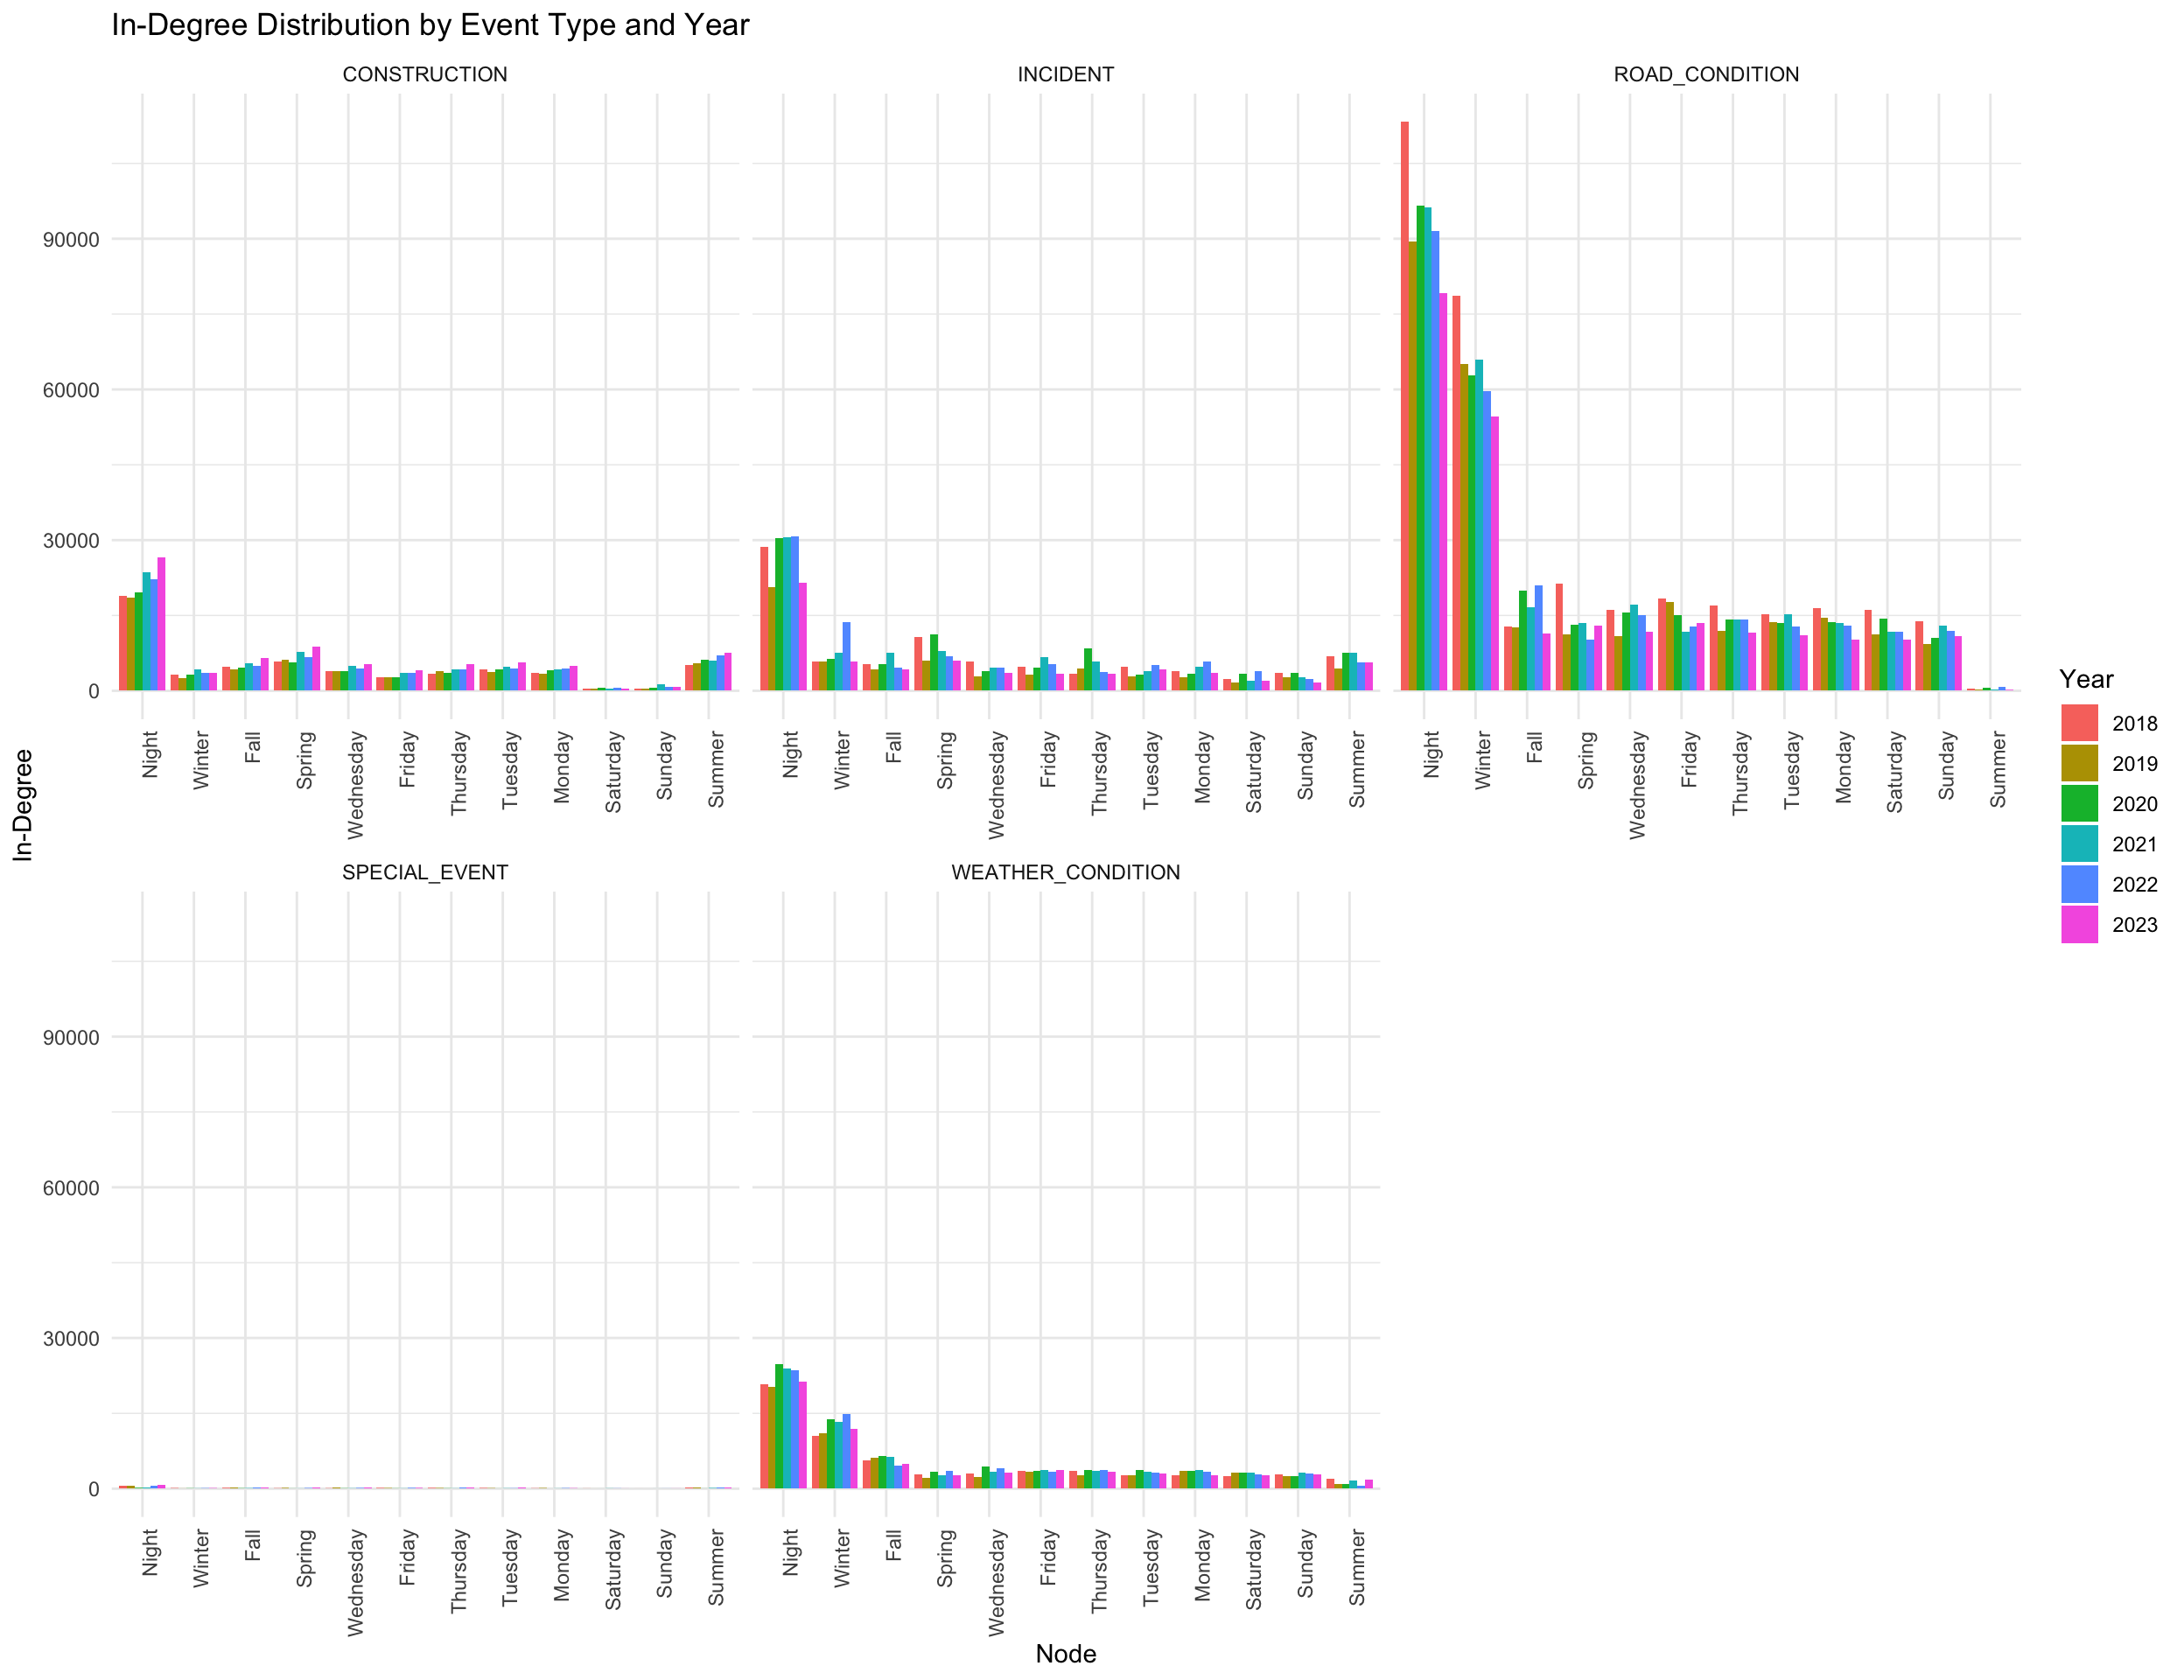 In-Degree Distribution by Event Type and Year
CONSTRUCTION
INCIDENT
ROAD_CONDITION
90000
60000
30000
0
Night
Winter
Fall
Spring
Wednesday
Friday
Thursday
Tuesday
Monday
Saturday
Sunday
Summer
Night
Winter
Fall
Spring
Wednesday
Friday
Thursday
Tuesday
Monday
Saturday
Sunday
Summer
Night
Winter
Fall
Spring
Wednesday
Friday
Thursday
Tuesday
Monday
Saturday
Sunday
Summer
In-Degree
SPECIAL_EVENT
WEATHER_CONDITION
90000
60000
30000
0
Night
Winter
Fall
Spring
Wednesday
Friday
Thursday
Tuesday
Monday
Saturday
Sunday
Summer
Night
Winter
Fall
Spring
Wednesday
Friday
Thursday
Tuesday
Monday
Saturday
Sunday
Summer
Node
Year
2018
2019
2020
2021
2022
2023